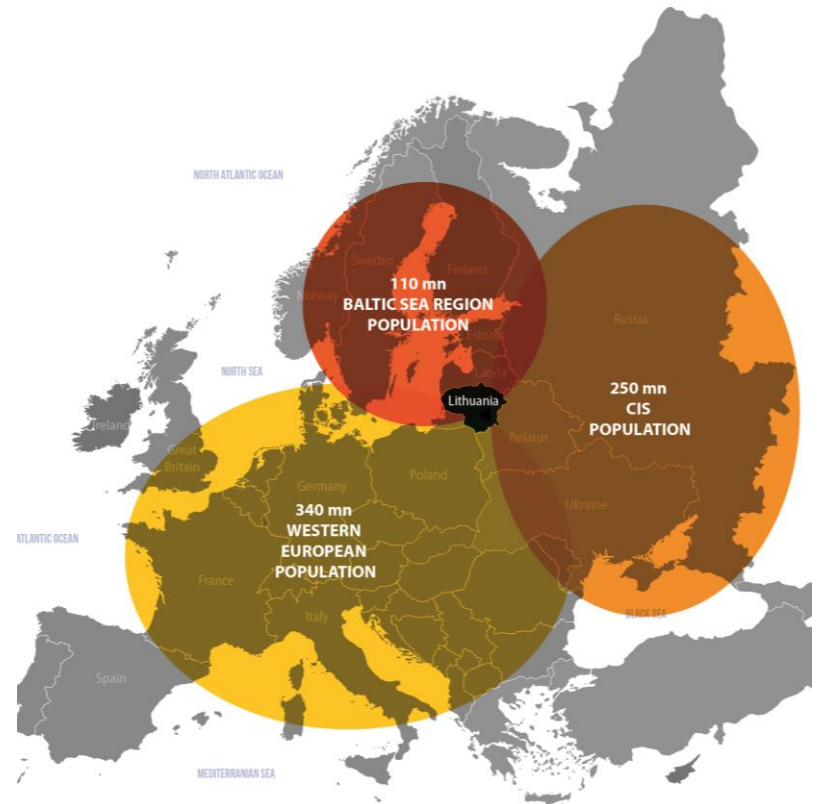 NORTH ATLANTIC OCEAN
Sweden
Finland
110 mn
Norway
BALTIC SEA REGION
POPULATION
Russia
Estonia
NORTH SEA
Latvia
250 mn
CIS
POPULATION
Lithuania
Ireland
Belarus
Great
Britain
Poland
Germany
Ukraine
340 mn
WESTERN
EUROPEAN
POPULATION
ATLANTIC OCEAN
France
BLACK SEA
Italy
Spain
MEDITERRANEAN SEA